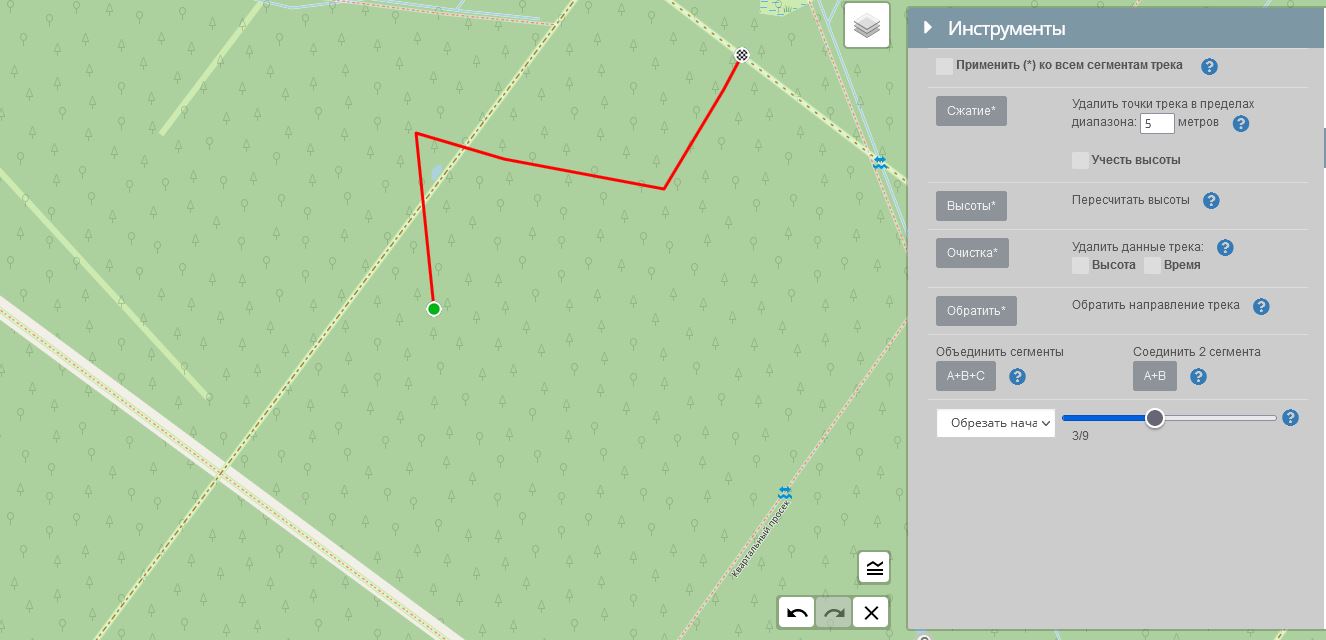 Инструменты
Применить (*) ко всем сегментам трека ?
Сжатие*
Удалить точки трека в пределах
диапазона: 5 метров ?
Учесть высоты
Высоты*
Пересчитать высоты ?
Очистка*
Удалить данные трека: ?
Высота Время
Обратить*
Обратить направление трека ?
Объединить сегменты
A+B+C ?
Соединить 2 сегмента
A+B ?
Обрезать нача
3/9
?
Квартальный просек